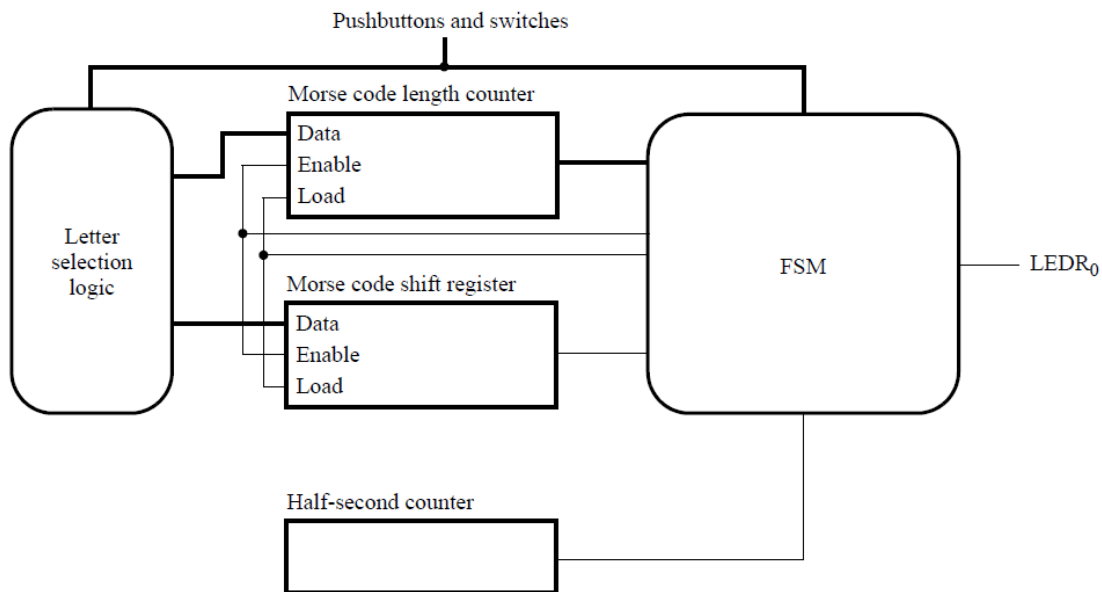 Pushbuttons and switches
Morse code length counter
Data
Enable
Load
Letter
selection
logic
FSM
LEDR0
Morse code shift register
Data
Enable
Load
Half-second counter